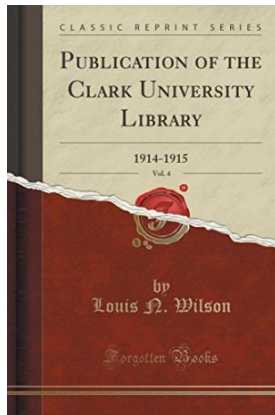 CLASSIC REPRINT SERIES
PUBLICATION OF THE
CLARK UNIVERSITY
LIBRARY
1914-1915
Vol. 4
by
Louis N. Wilson
Forgotten Books